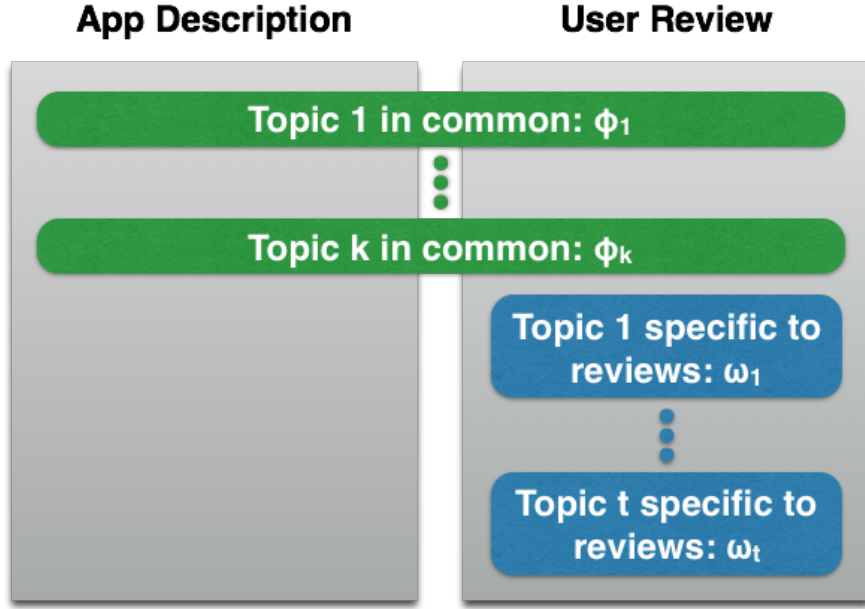 App Description
User Review
Topic 1 in common: ϕ₁
Topic k in common: ϕₖ
Topic 1 specific to
reviews: ω₁
Topic t specific to
reviews: ωₜ